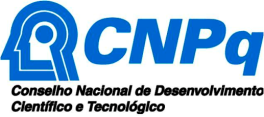 CNPq
Conselho Nacional de Desenvolvimento
Científico e Tecnológico